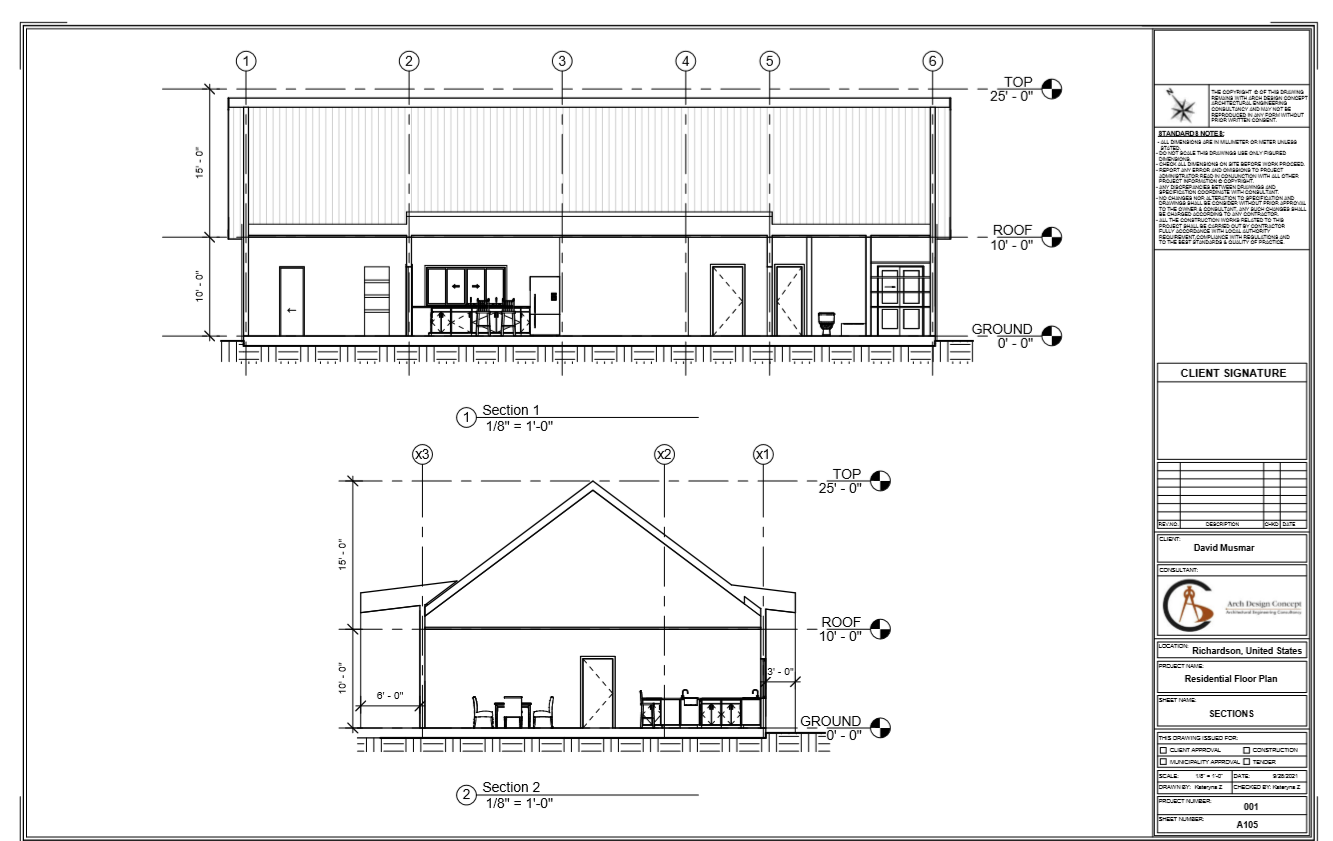 1
2
3
4
5
6
TOP
25' - 0"
15' - 0"
ROOF
10' - 0"
10' - 0"
GROUND
0' - 0"
1
Section 1
1/8" = 1'-0"
x3
x2
x1
TOP
25' - 0"
15' - 0"
ROOF
10' - 0"
10' - 0"
6' - 0"
3' - 0"
GROUND
0' - 0"
2
Section 2
1/8" = 1'-0"
N
THE COPYRIGHT © OF THIS DRAWING
REMAINS WITH ARCH DESIGN CONCEPT
ARCHITECTURAL ENGINEERING
CONSULTANCY AND MAY NOT BE
REPRODUCED IN ANY FORM WITHOUT
PRIOR WRITTEN CONSENT.
STANDARDS NOTES:
- ALL DIMENSIONS ARE IN MILLIMETER OR METER UNLESS
STATED.
- DO NOT SCALE THIS DRAWINGS USE ONLY FIGURED
DIMENSIONS.
- CHECK ALL DIMENSIONS ON SITE BEFORE WORK PROCEED.
- REPORT ANY ERROR AND OMISSIONS TO PROJECT
ADMINISTRATOR READ IN CONJUNCTION WITH ALL OTHER
PROJECT INFORMATION © COPYRIGHT.
- ANY DISCREPANCIES BETWEEN DRAWINGS AND
SPECIFICATION COORDINATE WITH CONSULTANT.
- NO CHANGES NOR ALTERATION TO SPECIFICATION AND
DRAWINGS SHALL BE CONSIDER WITHOUT PRIOR APPROVAL
TO THE OWNER & CONSULTANT, ANY SUCH CHANGES SHALL
BE CHARGED ACCORDING TO ANY CONTRACTOR.
- ALL THE CONSTRUCTION WORKS RELATED TO THIS
PROJECT SHALL BE CARRIED OUT BY CONTRACTOR
FULLY ACCORDANCE WITH LOCAL AUTHORITY
REQUIREMENT,COMPLIANCE WITH REGULATIONS AND
TO THE BEST STANDARDS & QUALITY OF PRACTICE.
CLIENT SIGNATURE
REV.NO. DESCRIPTION CHKD DATE
CLIENT:
David Musmar
CONSULTANT:
Arch Design Concept
Architectural Engineering Consultancy
LOCATION: Richardson, United States
PROJECT NAME:
Residential Floor Plan
SHEET NAME:
SECTIONS
THIS DRAWING ISSUED FOR:
CLIENT APPROVAL CONSTRUCTION
MUNICIPALITY APPROVAL TENDER
SCALE: 1/8" = 1'-0" DATE: 9/28/2021
DRAWN BY: Kateryna Z CHECKED BY: Kateryna Z
PROJECT NUMBER:
001
SHEET NUMBER:
A105